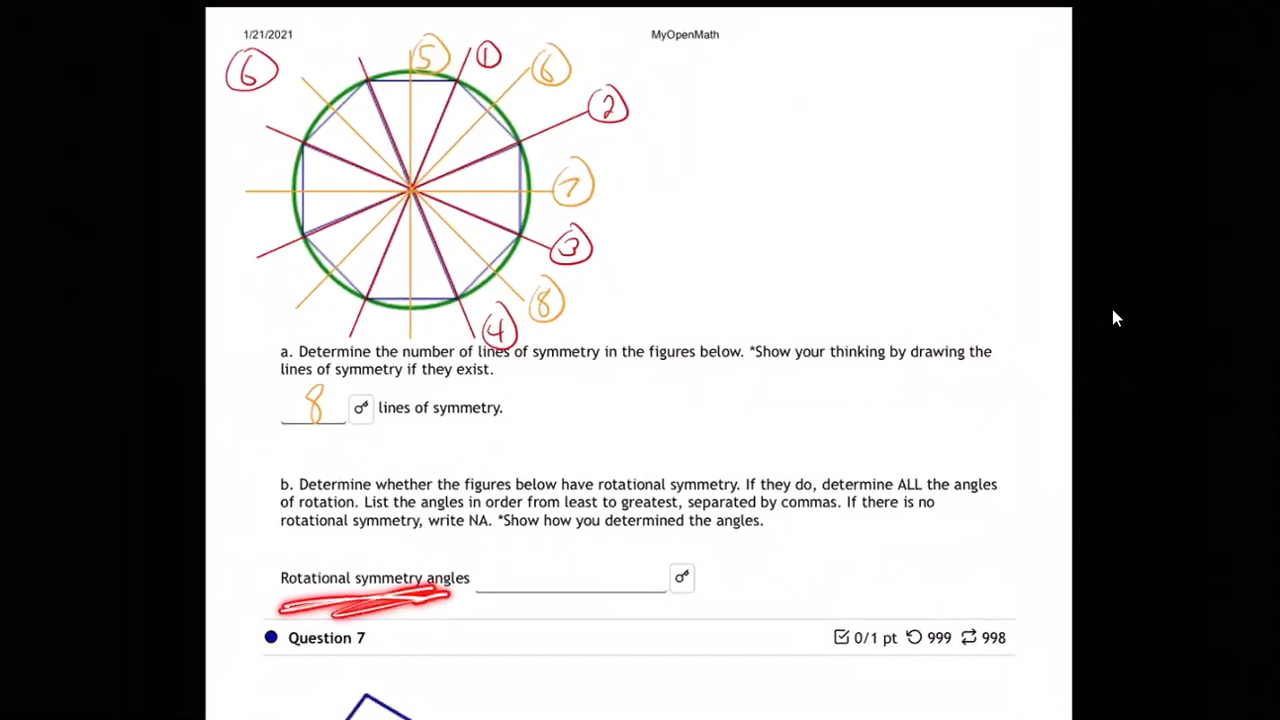 1/21/2021
MyOpenMath
6
5
1
6
2
7
3
8
4
a. Determine the number of lines of symmetry in the figures below. *Show your thinking by drawing the
lines of symmetry if they exist.
8 lines of symmetry.
b. Determine whether the figures below have rotational symmetry. If they do, determine ALL the angles
of rotation. List the angles in order from least to greatest, separated by commas. If there is no
rotational symmetry, write NA. *Show how you determined the angles.
Rotational symmetry angles
Question 7
0/1 pt 999 998